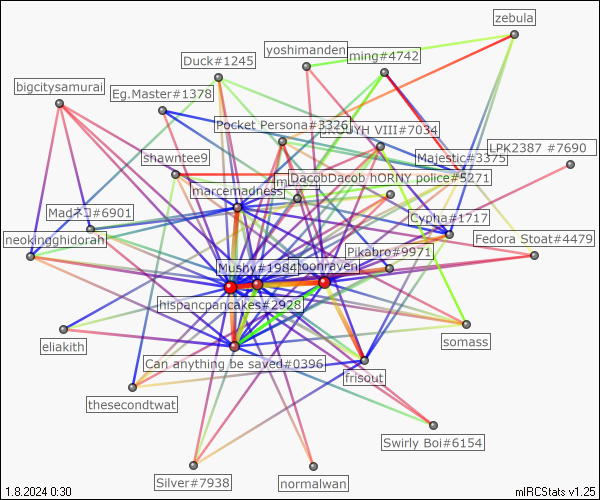 zebula
yoshimanden
ming#4742
Duck#1245
bigcitysamurai
Eg.Master#1378
Pocket Persona#3326
VIII#7034
LPK2387 #7690
shawntee9
Majestic#3375
DacobDacob
HORNY police#5271
marcemadness
Madネコ#6901
Cypha#1717
neokingghidorah
Fedora Stoat#4479
Pikabro#9971
Mushy#1984
moonraven
hispancpancakes#2928
somass
eliakith
Can anything be saved#0396
frisout
thesecondtwat
Swirly Boi#6154
Silver#7938
normalwan
1.8.2024 0:30
mIRCStats v1.25